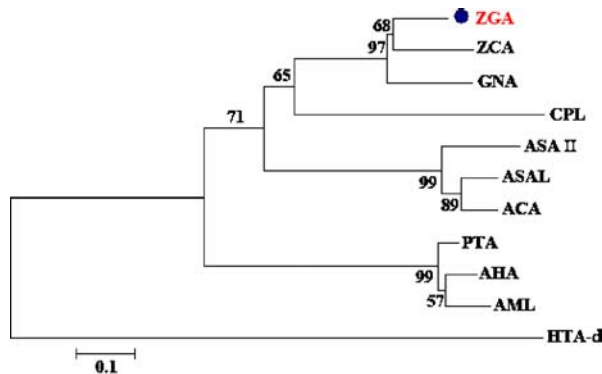 ZGA
68
ZCA
97
GNA
65
CPL
71
ASA II
99
ASAL
89
ACA
PTA
99
AHA
57
AML
HTA-d
0.1